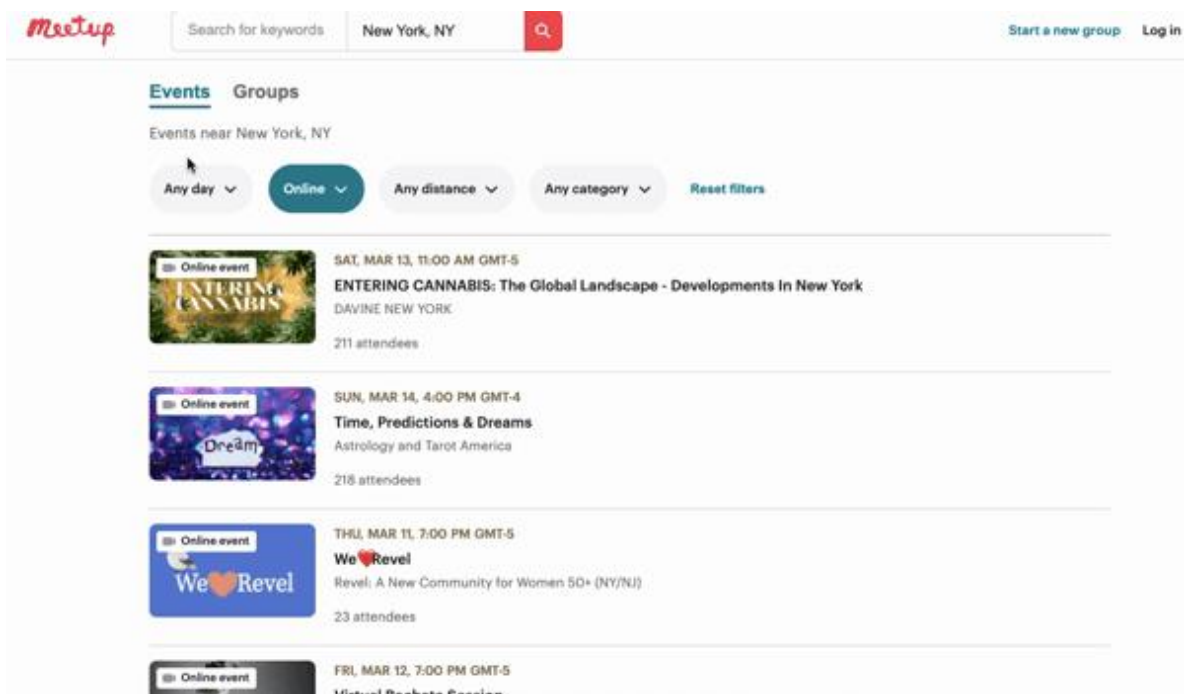 Meetup
Search for keywords
New York, NY
Start a new group
Log in
Events
Groups
Events near New York, NY
Any day
Online
Any distance
Any category
Reset filters
Online event
ENTERING
CANNABIS
SAT, MAR 13, 11:00 AM GMT-5
ENTERING CANNABIS: The Global Landscape - Developments In New York
DAVINE NEW YORK
211 attendees
Online event
Dream
SUN, MAR 14, 4:00 PM GMT-4
Time, Predictions & Dreams
Astrology and Tarot America
218 attendees
Online event
We🧡Revel
THU, MAR 11, 7:00 PM GMT-5
We❤️Revel
Revel: A New Community for Women 50+ (NY/NJ)
23 attendees
Online event
FRI, MAR 12, 7:00 PM GMT-5
Virtual Session